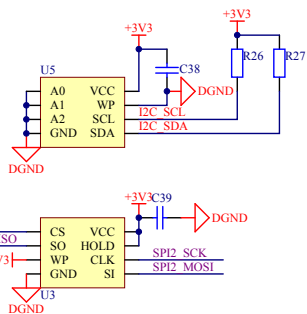 +3V3
+3V3
U5
C38
R26
R27
A0
VCC
A1
WP
DGND
A2
SCL
I2C_SCL
GND
SDA
I2C_SDA
DGND
+3V3
C39
CS
VCC
DGND
SO
HOLD
WP
CLK
SPI2_SCK
GND
SI
SPI2_MOSI
U3
DGND